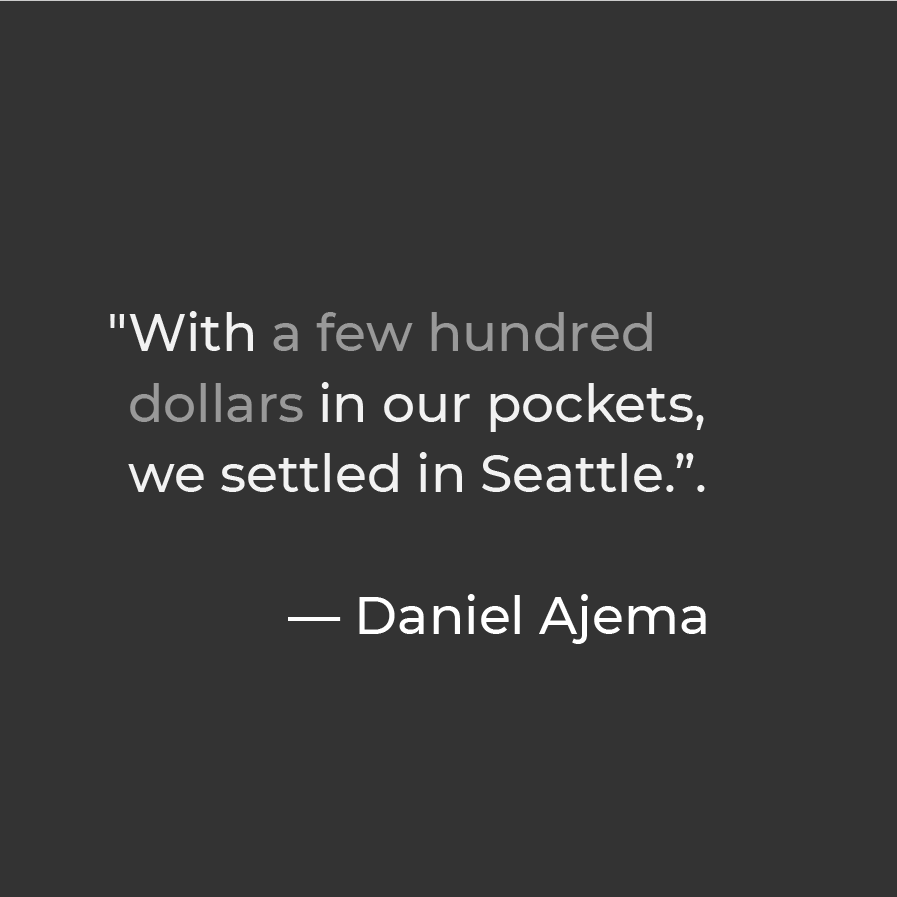 "With a few hundred
dollars in our pockets,
we settled in Seattle.”.
— Daniel Ajema